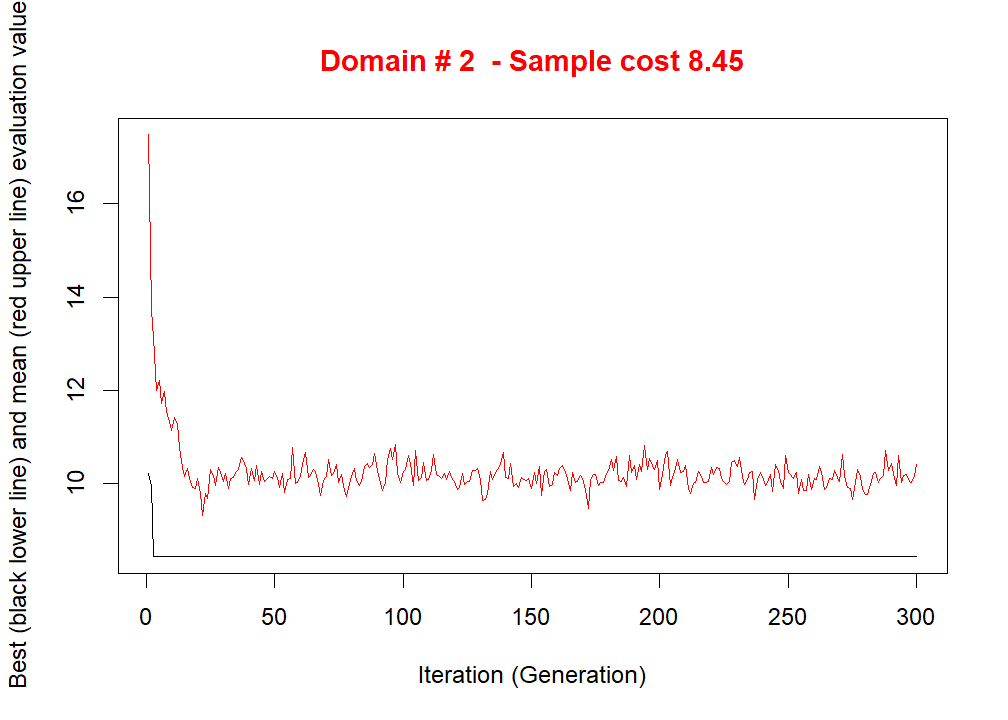 Domain # 2  - Sample cost 8.45
Best (black lower line) and mean (red upper line) evaluation value
16
14
12
10
0 50 100 150 200 250 300
Iteration (Generation)